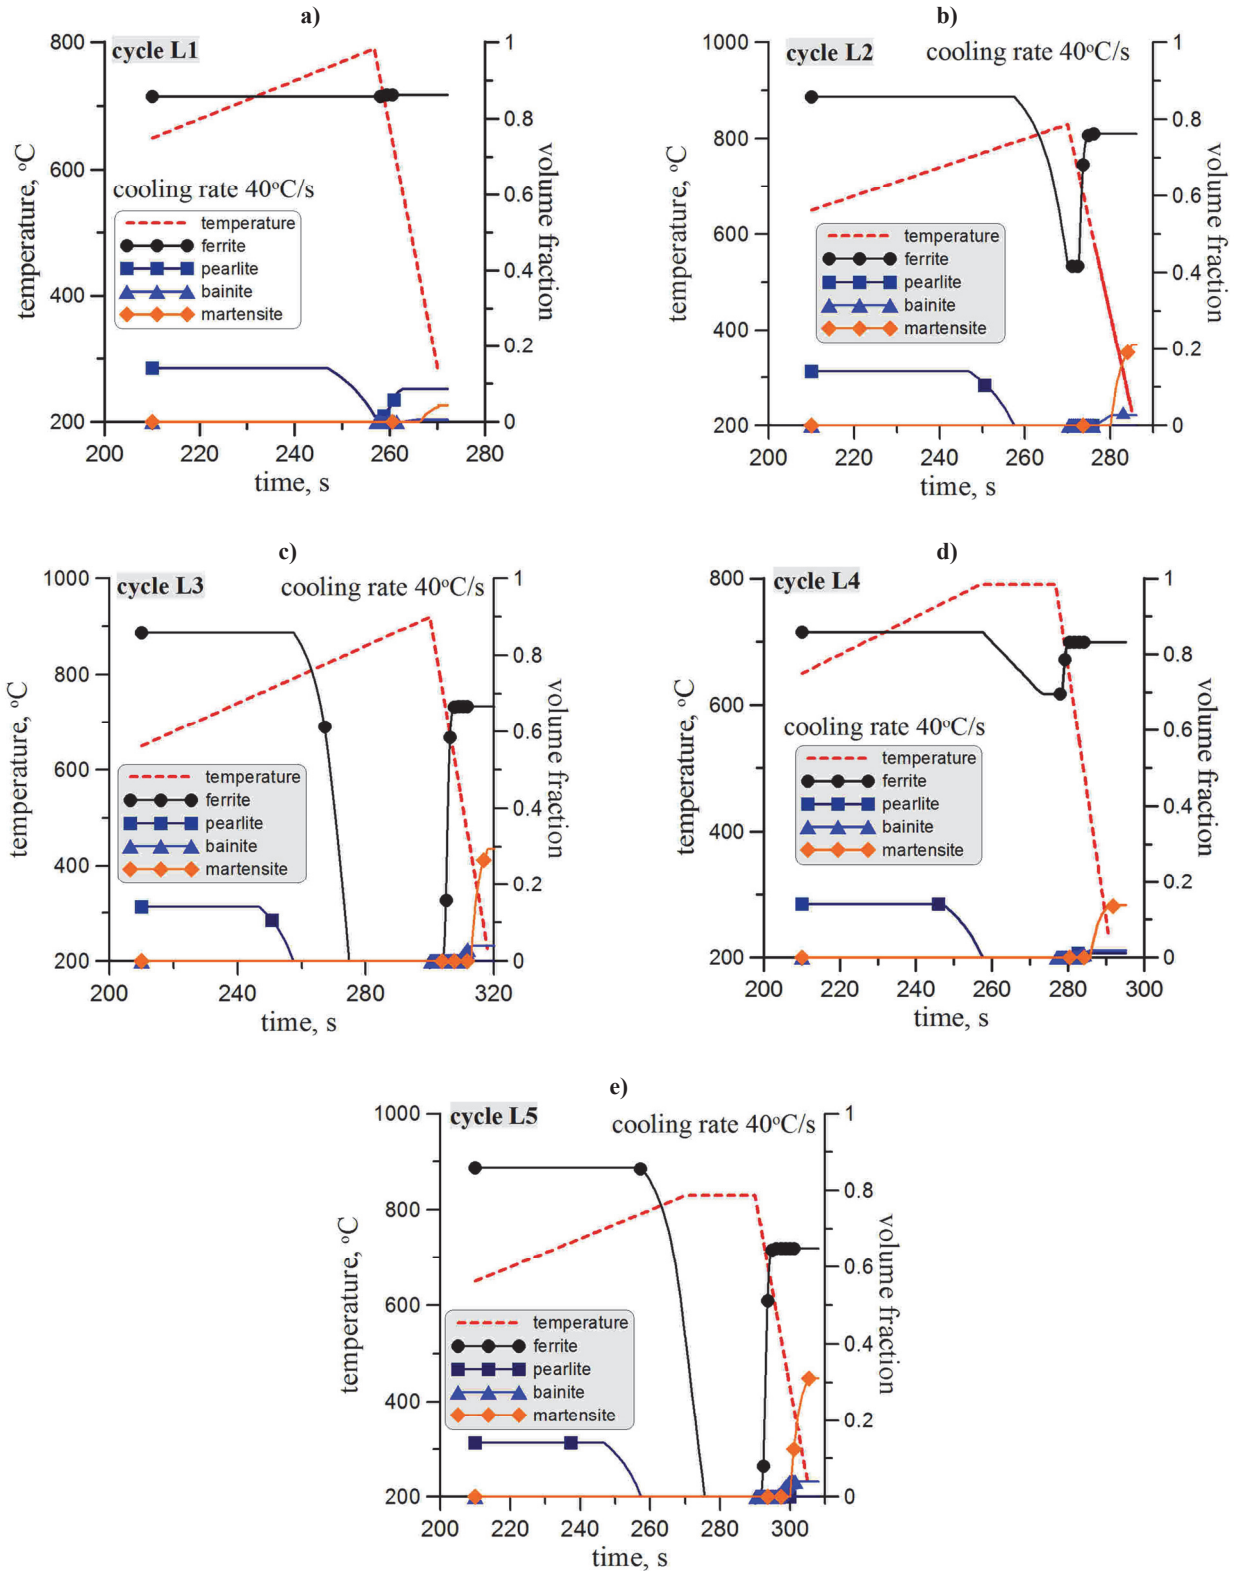 a)
cycle L1
cooling rate 40°C/s
temperature
ferrite
pearlite
bainite
martensite
800
600
400
200
temperature, °C
1
0.8
0.6
0.4
0.2
0
volume fraction
200 220 240 260 280
time, s
b)
cycle L2
cooling rate 40°C/s
temperature
ferrite
pearlite
bainite
martensite
1000
800
600
400
200
temperature, °C
1
0.8
0.6
0.4
0.2
0
volume fraction
200 220 240 260 280
time, s
c)
cycle L3
cooling rate 40°C/s
temperature
ferrite
pearlite
bainite
martensite
1000
800
600
400
200
temperature, °C
1
0.8
0.6
0.4
0.2
0
volume fraction
200 240 280 320
time, s
d)
cycle L4
cooling rate 40°C/s
temperature
ferrite
pearlite
bainite
martensite
800
600
400
200
temperature, °C
1
0.8
0.6
0.4
0.2
0
volume fraction
200 220 240 260 280 300
time, s
e)
cycle L5
cooling rate 40°C/s
temperature
ferrite
pearlite
bainite
martensite
1000
800
600
400
200
temperature, °C
1
0.8
0.6
0.4
0.2
0
volume fraction
200 220 240 260 280 300
time, s